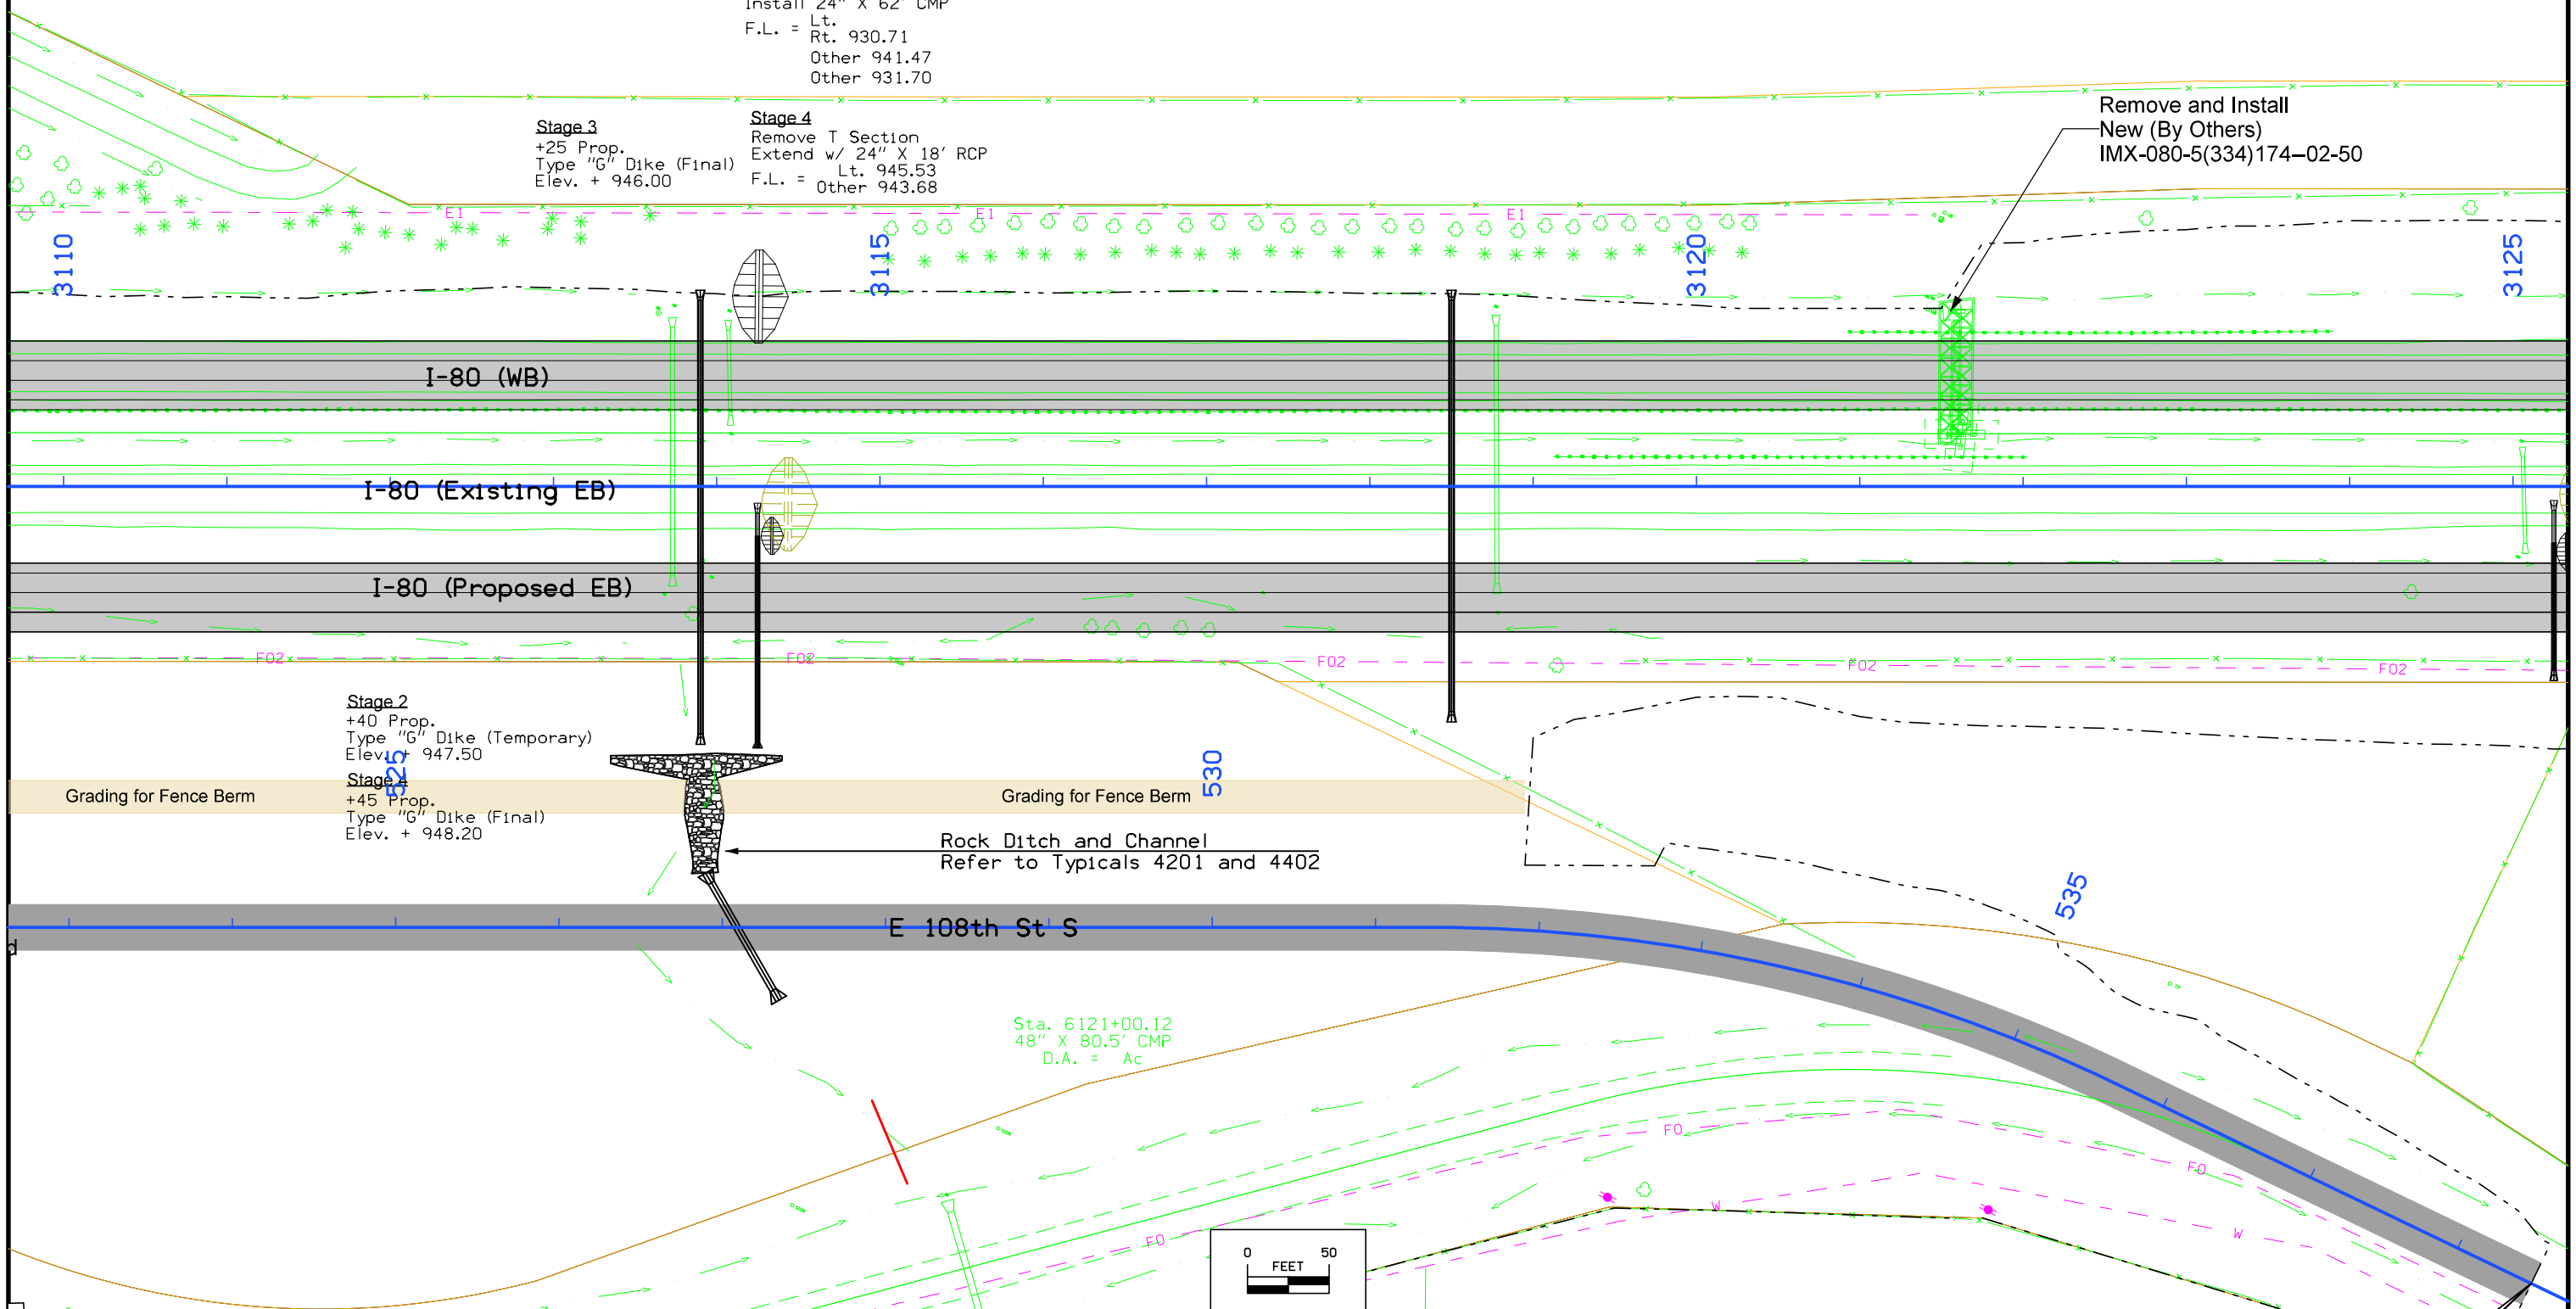 Install 24" X 62' CMP
F.L. = Lt.
Rt. 930.71
Other 941.47
Other 931.70
Stage 3
+25 Prop.
Type "G" Dike (Final)
Elev. + 946.00
Stage 4
Remove T Section
Extend w/ 24" X 18' RCP
F.L. = Lt. 945.53
Other 943.68
Remove and Install
New (By Others)
IMX-080-5(334)174–02-50
E1
E1
E1
3110
3115
3120
3125
I-80 (WB)
I-80 (Existing EB)
I-80 (Proposed EB)
FO2
FO2
FO2
FO2
FO2
Stage 2
+40 Prop.
Type "G" Dike (Temporary)
Elev. + 947.50
525
530
535
Stage 4
+45 Prop.
Type "G" Dike (Final)
Elev. + 948.20
Grading for Fence Berm
Grading for Fence Berm
Rock Ditch and Channel
Refer to Typicals 4201 and 4402
E 108th St S
d
Sta. 6121+00.12
48" X 80.5' CMP
D.A. = Ac
FO
FO
FO
W
W
0 50
FEET